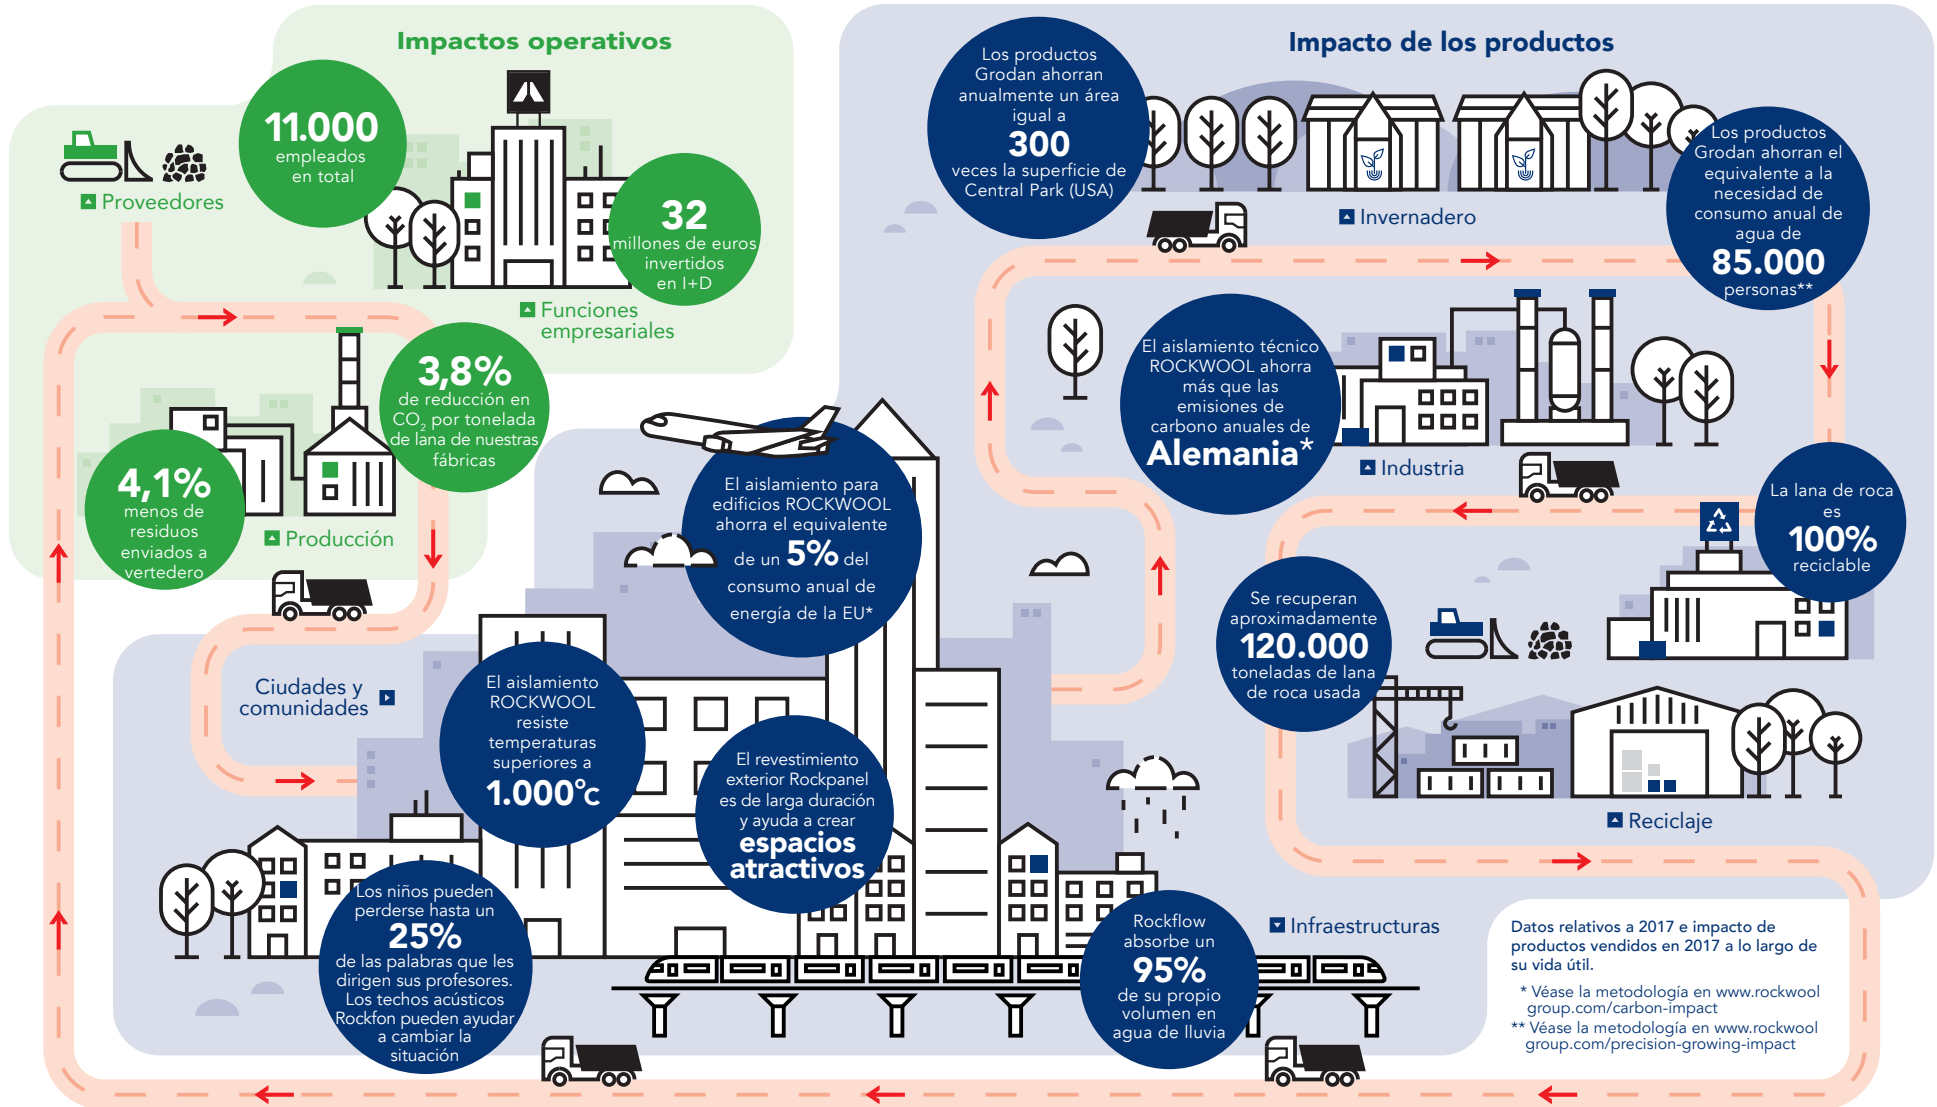 Impactos operativos
11.000
empleados
en total
Proveedores
32
millones de euros
invertidos
en I+D
Funciones
empresariales
3,8%
de reducción en
CO₂ por tonelada
de lana de nuestras
fábricas
4,1%
menos de
residuos
enviados a
vertedero
Producción
Impacto de los productos
Los productos
Grodan ahorran
anualmente un área
igual a
300
veces la superficie de
Central Park (USA)
Invernadero
Los productos
Grodan ahorran el
equivalente a la
necesidad de
consumo anual de
agua de
85.000
personas**
El aislamiento técnico
ROCKWOOL ahorra
más que las
emisiones de
carbono anuales de
Alemania*
Industria
La lana de roca
es
100%
reciclable
Se recuperan
aproximadamente
120.000
toneladas de lana
de roca usada
Reciclaje
El aislamiento para
edificios ROCKWOOL
ahorra el equivalente
de un 5% del
consumo anual de
energía de la EU*
Ciudades y
comunidades
El aislamiento
ROCKWOOL
resiste
temperaturas
superiores a
1.000°C
El revestimiento
exterior Rockpanel
es de larga duración
y ayuda a crear
espacios
atractivos
Los niños pueden
perderse hasta un
25%
de las palabras que les
dirigen sus profesores.
Los techos acústicos
Rockfon pueden ayudar
a cambiar la
situación
Rockflow
absorbe un
95%
de su propio
volumen en
agua de lluvia
Infraestructuras
Datos relativos a 2017 e impacto de
productos vendidos en 2017 a lo largo de
su vida útil.
* Véase la metodología en www.rockwool
group.com/carbon-impact
** Véase la metodología en www.rockwool
group.com/precision-growing-impact